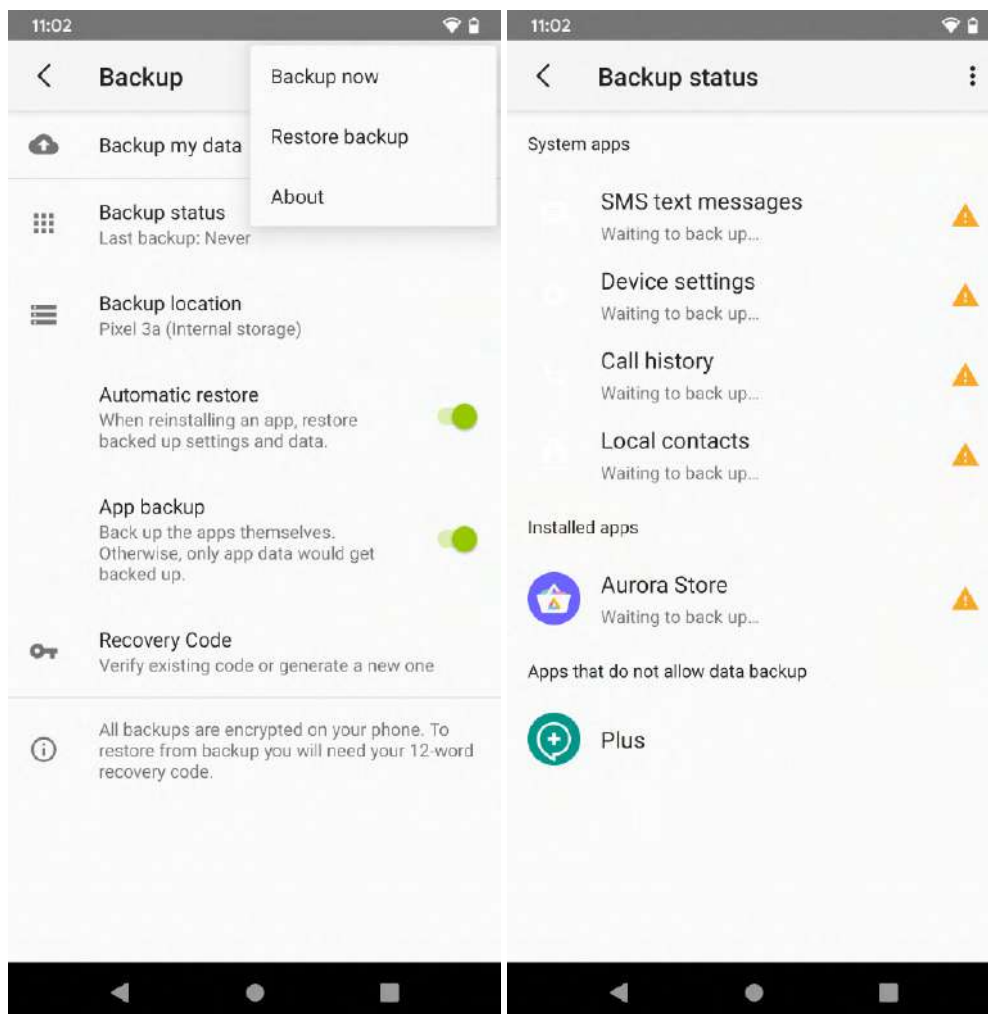 11:02
Backup
Backup now
Restore backup
About
Backup my data
Backup status
Last backup: Never
Backup location
Pixel 3a (Internal storage)
Automatic restore
When reinstalling an app, restore
backed up settings and data.
App backup
Back up the apps themselves.
Otherwise, only app data would get
backed up.
Recovery Code
Verify existing code or generate a new one
All backups are encrypted on your phone. To
restore from backup you will need your 12-word
recovery code.
11:02
Backup status
System apps
SMS text messages
Waiting to back up...
Device settings
Waiting to back up...
Call history
Waiting to back up...
Local contacts
Waiting to back up...
Installed apps
Aurora Store
Waiting to back up...
Apps that do not allow data backup
Plus